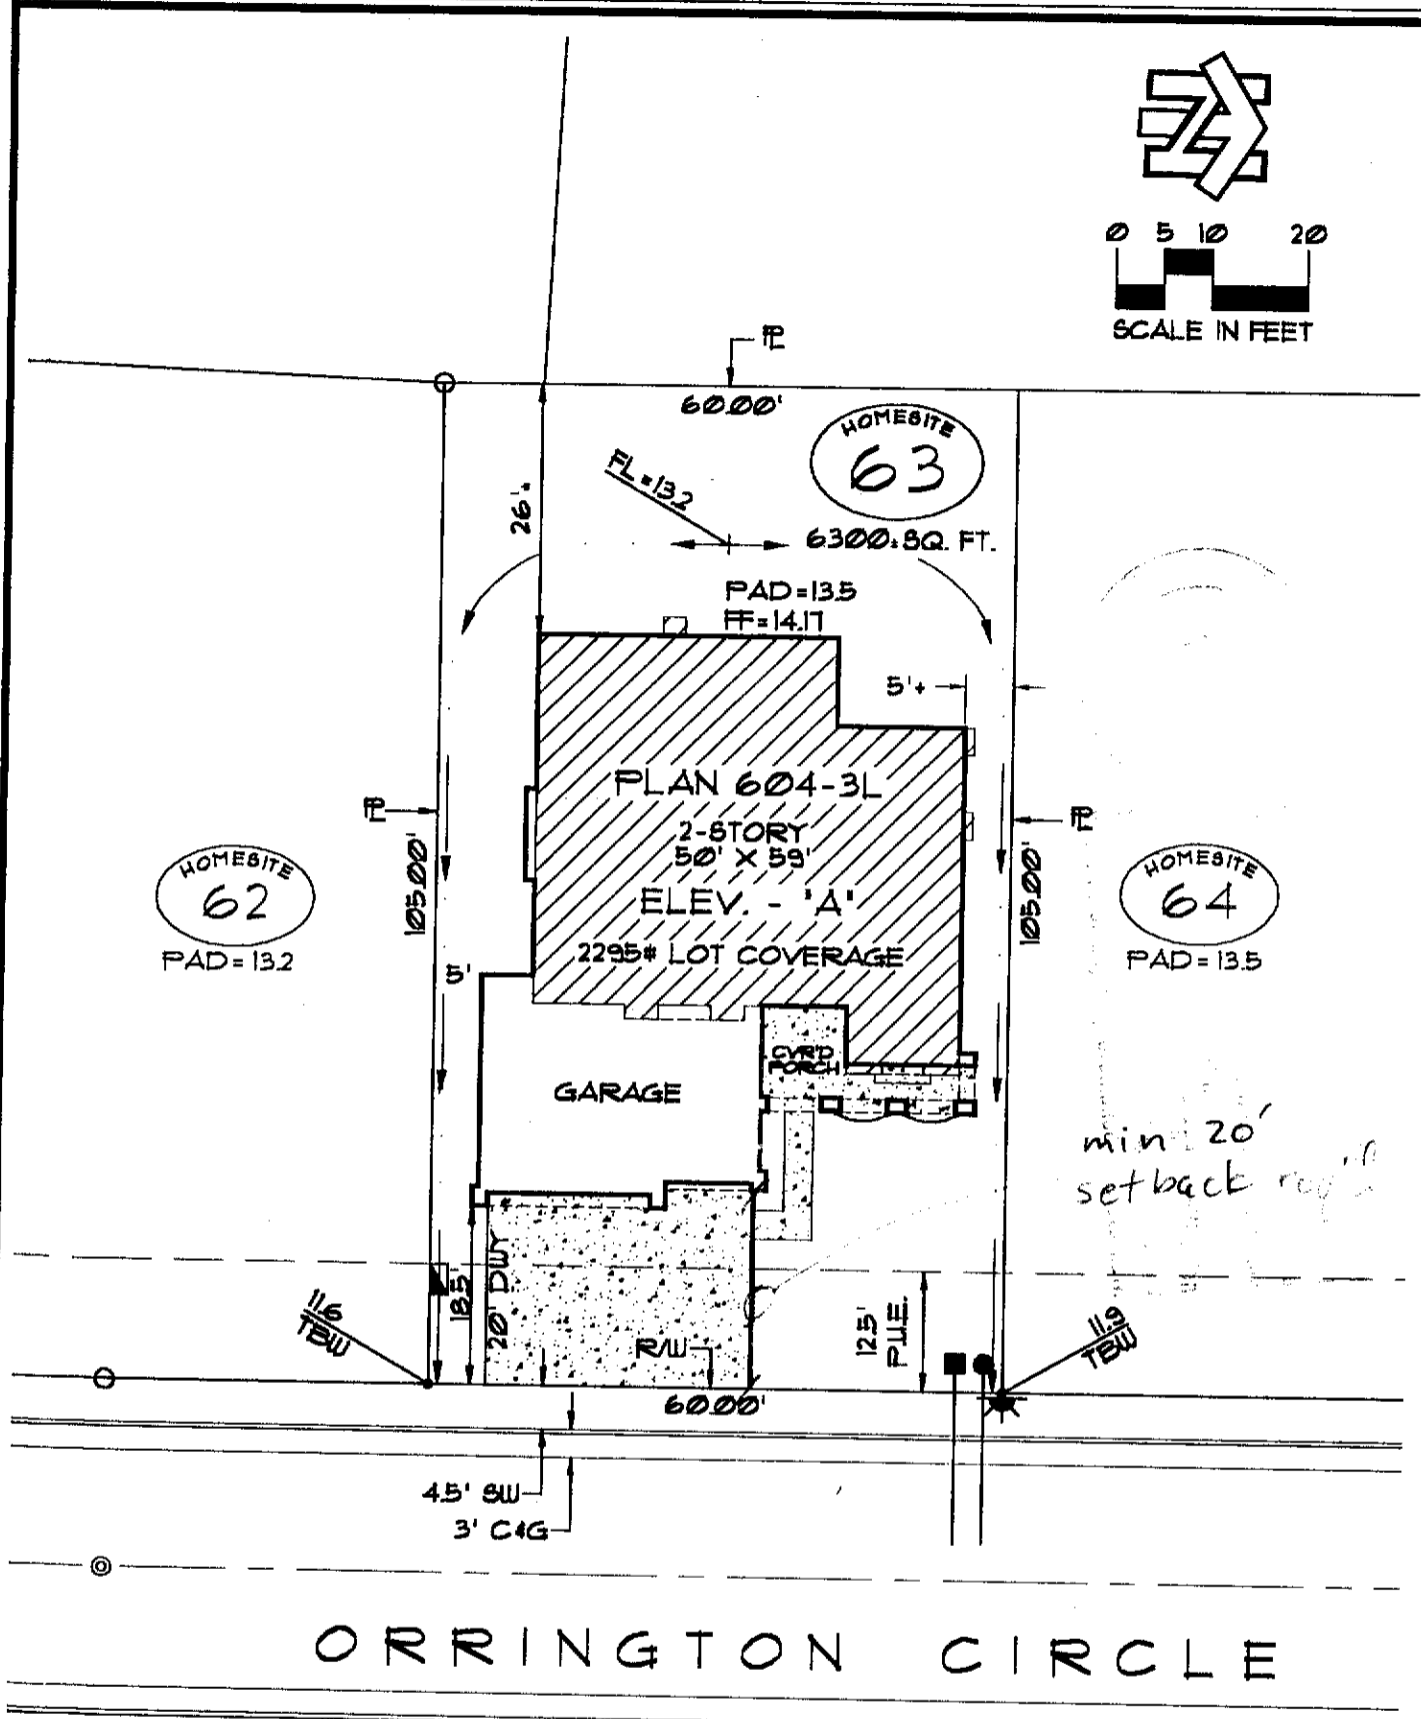 0 5 10 20
SCALE IN FEET
PL
60.00'
HOMESITE
63
FL=13.2
26'±
6300± SQ. FT.
PAD=13.5
FF=14.17
5'±
PLAN 604-3L
2-STORY
50' X 59'
ELEV. - "A"
2295# LOT COVERAGE
PL
105.00'
PL
105.00'
HOMESITE
62
PAD=13.2
HOMESITE
64
PAD=13.5
5'
CVR'D
PORCH
GARAGE
min 20'
setback req'd
18.5'
20' DWY
11.6
TBW
R/W
12.5'
P.U.E.
11.9
TBW
60.00'
4.5' SW
3' C&G
ORRINGTON CIRCLE